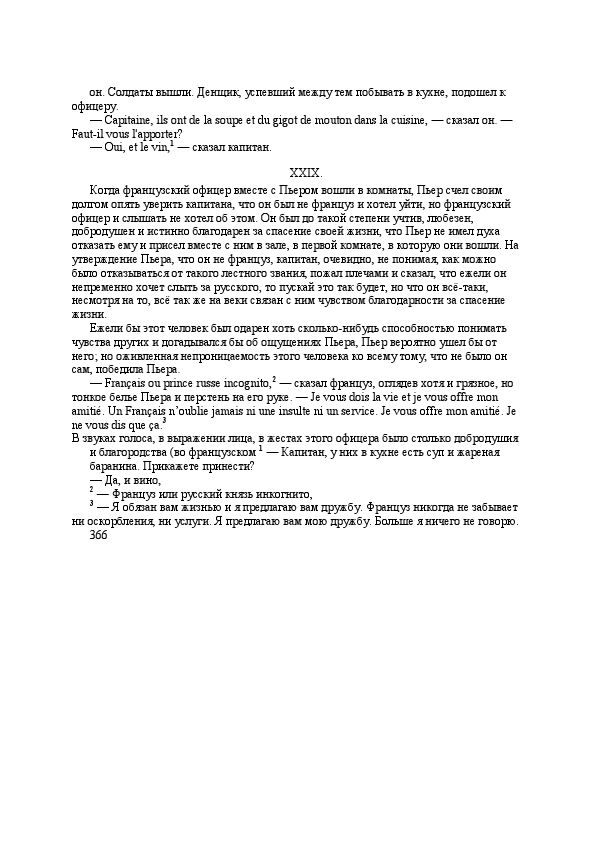 он. Солдаты вышли. Денщик, успевший между тем побывать в кухне, подошел к
офицеру.
— Capitaine, ils ont de la soupe et du gigot de mouton dans la cuisine, — сказал он. —
Faut-il vous l'apporter?
— Oui, et le vin,1 — сказал капитан.
XXIX.
Когда французский офицер вместе с Пьером вошли в комнаты, Пьер счел своим
долгом опять уверить капитана, что он был не француз и хотел уйти, но французский
офицер и слышать не хотел об этом. Он был до такой степени учтив, любезен,
добродушен и истинно благодарен за спасение своей жизни, что Пьер не имел духа
отказать ему и присел вместе с ним в зале, в первой комнате, в которую они вошли. На
утверждение Пьера, что он не француз, капитан, очевидно, не понимая, как можно
было отказываться от такого лестного звания, пожал плечами и сказал, что ежели он
непременно хочет слыть за русского, то пускай это так будет, но что он всё-таки,
несмотря на то, всё так же на веки связан с ним чувством благодарности за спасение
жизни.
Ежели бы этот человек был одарен хоть сколько-нибудь способностью понимать
чувства других и догадывался бы об ощущениях Пьера, Пьер вероятно ушел бы от
него; но оживленная непроницаемость этого человека ко всему тому, что не было он
сам, победила Пьера.
— Français ou prince russe incognito,2 — сказал француз, оглядев хотя и грязное, но
тонкое белье Пьера и перстень на его руке. — Je vous dois la vie et je vous offre mon
amitié. Un Français n'oublie jamais ni une insulte ni un service. Je vous offre mon amitié. Je
ne vous dis que ça.3
В звуках голоса, в выражении лица, в жестах этого офицера было столько добродушия
и благородства (во французском 1 — Капитан, у них в кухне есть суп и жареная
баранина. Прикажете принести?
— Да, и вино,
2 — Француз или русский князь инкогнито,
3 — Я обязан вам жизнью и я предлагаю вам дружбу. Француз никогда не забывает
ни оскорбления, ни услуги. Я предлагаю вам мою дружбу. Больше я ничего не говорю.
366